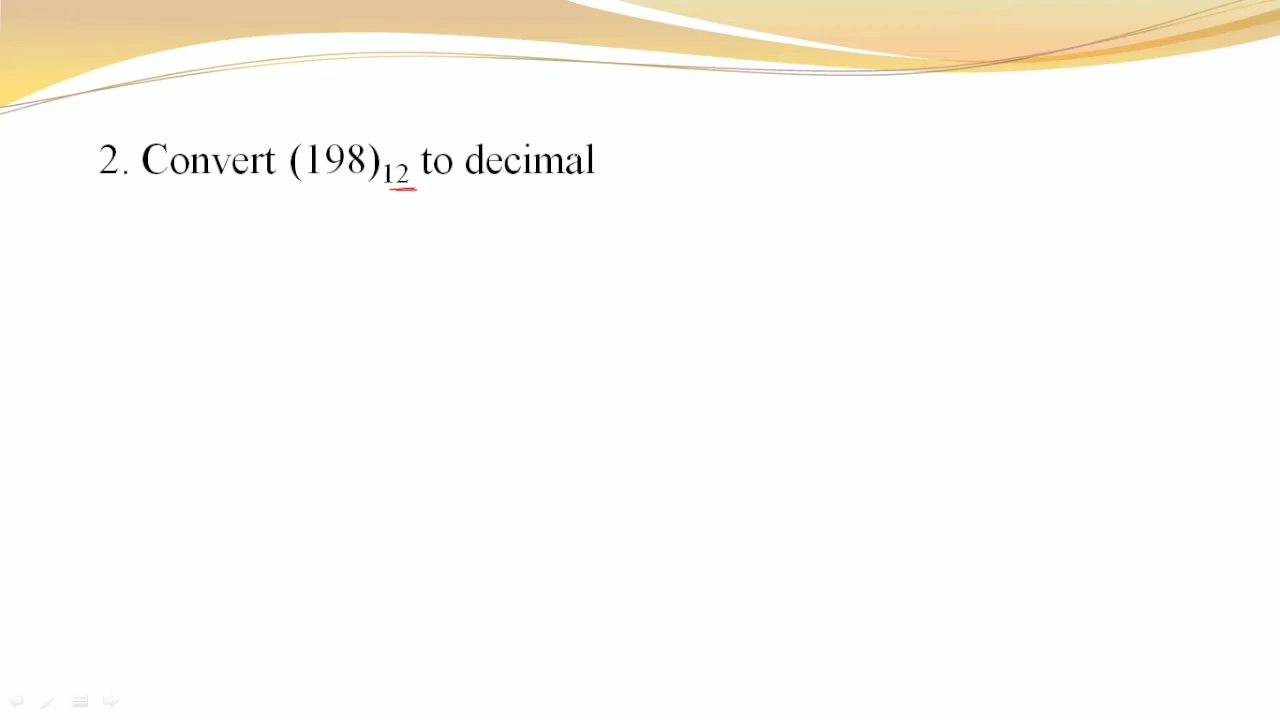 2. Convert (198)₁₂ to decimal